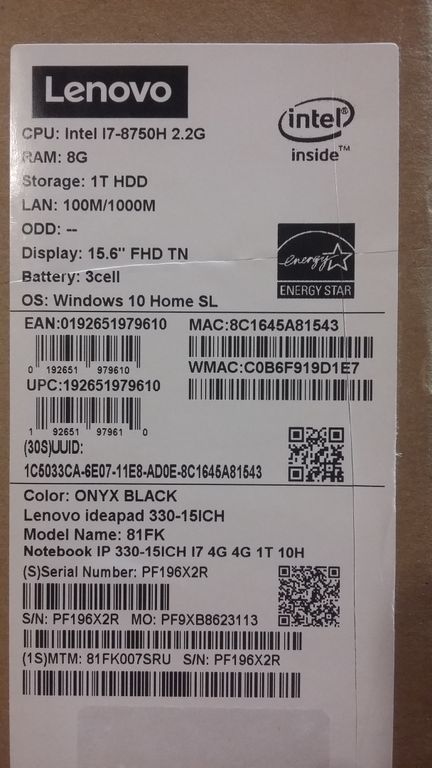 Lenovo
CPU: Intel I7-8750H 2.2G
RAM: 8G
Storage: 1T HDD
LAN: 100M/1000M
ODD: --
Display: 15.6" FHD TN
Battery: 3cell
OS: Windows 10 Home SL
intel®
inside™
energy
ENERGY STAR
EAN:0192651979610
0 192651 979610
UPC:192651979610
1 92651 97961 0
MAC:8C1645A81543
WMAC:C0B6F919D1E7
(30S)UUID:
1C5033CA-6E07-11E8-AD0E-8C1645A81543
Color: ONYX BLACK
Lenovo ideapad 330-15ICH
Model Name: 81FK
Notebook IP 330-15ICH I7 4G 4G 1T 10H
(S)Serial Number: PF196X2R
S/N: PF196X2R MO: PF9XB8623113
(1S)MTM: 81FK007SRU S/N: PF196X2R